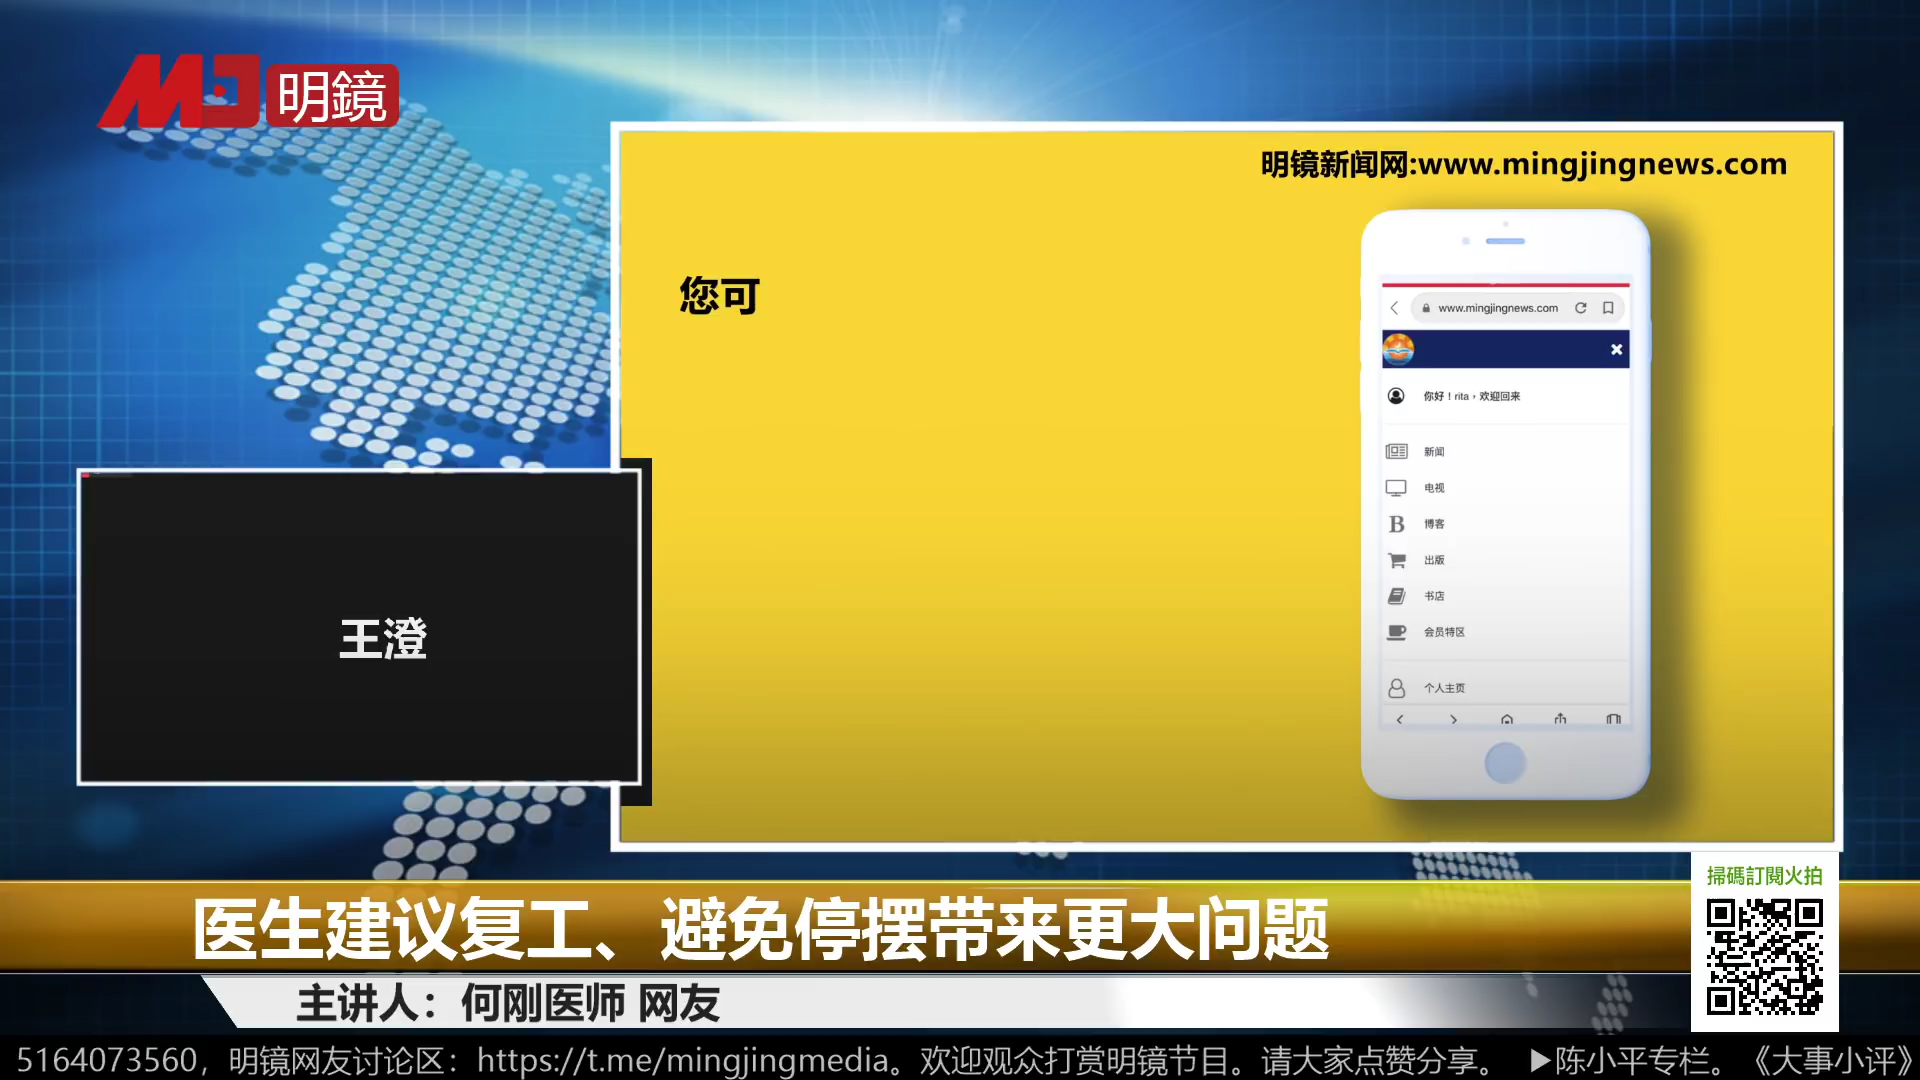 MJ 明鏡
明镜新闻网:www.mingjingnews.com
您可
www.mingjingnews.com
你好！rita，欢迎回来
新闻
电视
B 博客
出版
书店
会员特区
个人主页
王澄
掃碼訂閱火拍
医生建议复工、避免停摆带来更大问题
主讲人：何刚医师 网友
5164073560，明镜网友讨论区：https://t.me/mingjingmedia。欢迎观众打赏明镜节目。请大家点赞分享。 ▶陈小平专栏。《大事小评》